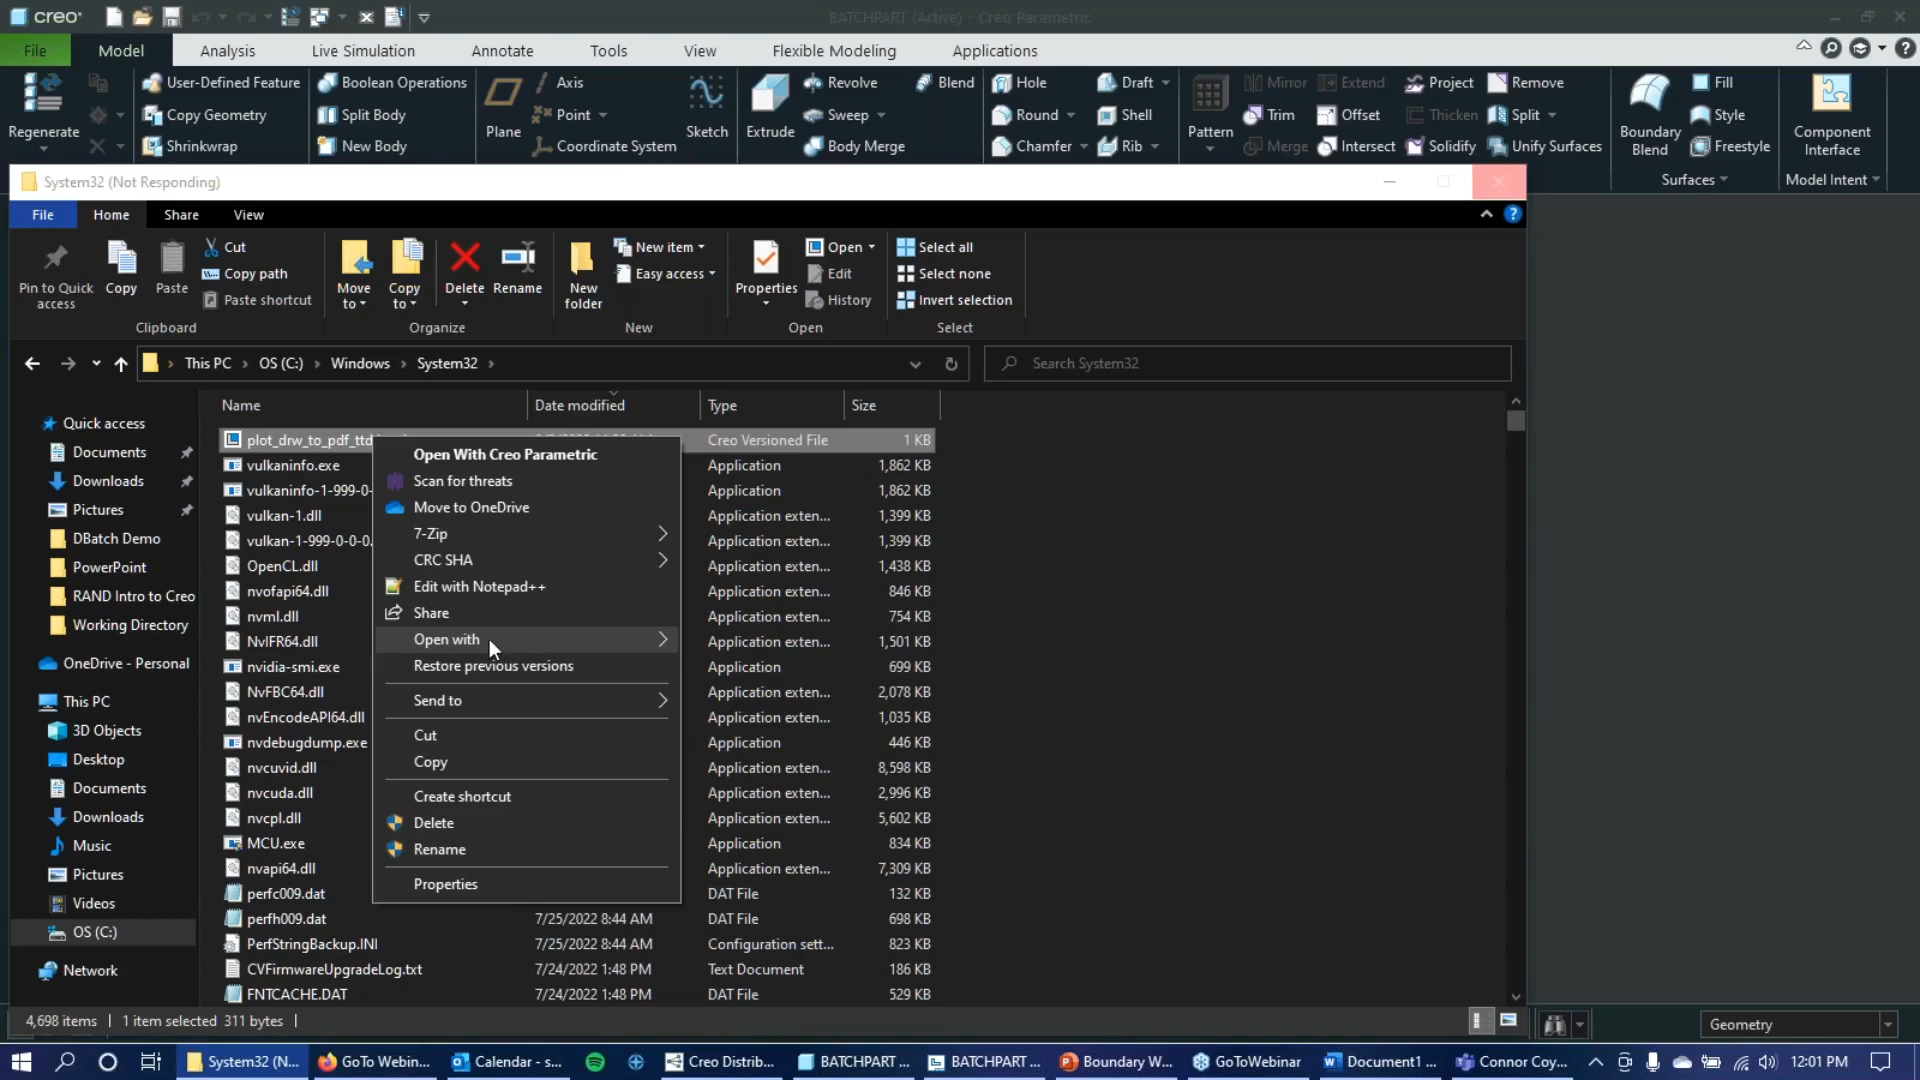 creo
BATCHPART (Active) - Creo Parametric
File Model Analysis Live Simulation Annotate Tools View Flexible Modeling Applications
Regenerate
User-Defined Feature
Copy Geometry
Shrinkwrap
Boolean Operations
Split Body
New Body
Plane
Axis
Point
Coordinate System
Sketch
Extrude
Revolve
Sweep
Body Merge
Blend
Hole
Round
Chamfer
Draft
Shell
Rib
Pattern
Mirror Extend Project Remove
Trim Offset Thicken Split
Merge Intersect Solidify Unify Surfaces
Boundary
Blend
Fill
Style
Freestyle
Surfaces
Component
Interface
Model Intent
System32 (Not Responding)
File Home Share View
Pin to Quick
access
Copy
Paste
Cut
Copy path
Paste shortcut
Clipboard
Move
to
Copy
to
Delete
Rename
Organize
New
folder
New item
Easy access
New
Properties
Open
Edit
History
Open
Select all
Select none
Invert selection
Select
This PC OS (C:) Windows System32
Search System32
Quick access
Documents
Downloads
Pictures
DBatch Demo
PowerPoint
RAND Intro to Creo
Working Directory
OneDrive - Personal
This PC
3D Objects
Desktop
Documents
Downloads
Music
Pictures
Videos
OS (C:)
Network
Name Date modified Type Size
plot_drw_to_pdf_ttd Creo Versioned File 1 KB
vulkaninfo.exe Application 1,862 KB
vulkaninfo-1-999-0- Application 1,862 KB
vulkan-1.dll Application exten... 1,399 KB
vulkan-1-999-0-0-0. Application exten... 1,399 KB
OpenCL.dll Application exten... 1,438 KB
nvofapi64.dll Application exten... 846 KB
nvml.dll Application exten... 754 KB
NvIFR64.dll Application exten... 1,501 KB
nvidia-smi.exe Application 699 KB
NvFBC64.dll Application exten... 2,078 KB
nvEncodeAPI64.dll Application exten... 1,035 KB
nvdebugdump.exe Application 446 KB
nvcuvid.dll Application exten... 8,598 KB
nvcuda.dll Application exten... 2,996 KB
nvcpl.dll Application exten... 5,602 KB
MCU.exe Application 834 KB
nvapi64.dll Application exten... 7,309 KB
perfc009.dat DAT File 132 KB
perfh009.dat 7/25/2022 8:44 AM DAT File 698 KB
PerfStringBackup.INI 7/25/2022 8:44 AM Configuration sett... 823 KB
CVFirmwareUpgradeLog.txt 7/24/2022 1:48 PM Text Document 186 KB
FNTCACHE.DAT 7/24/2022 1:48 PM DAT File 529 KB
Open With Creo Parametric
Scan for threats
Move to OneDrive
7-Zip
CRC SHA
Edit with Notepad++
Share
Open with
Restore previous versions
Send to
Cut
Copy
Create shortcut
Delete
Rename
Properties
4,698 items 1 item selected 311 bytes
Geometry
System32 (N... GoTo Webin... Calendar - s... Creo Distrib... BATCHPART ... BATCHPART ... Boundary W... GoToWebinar Document1 ... Connor Coy... 12:01 PM